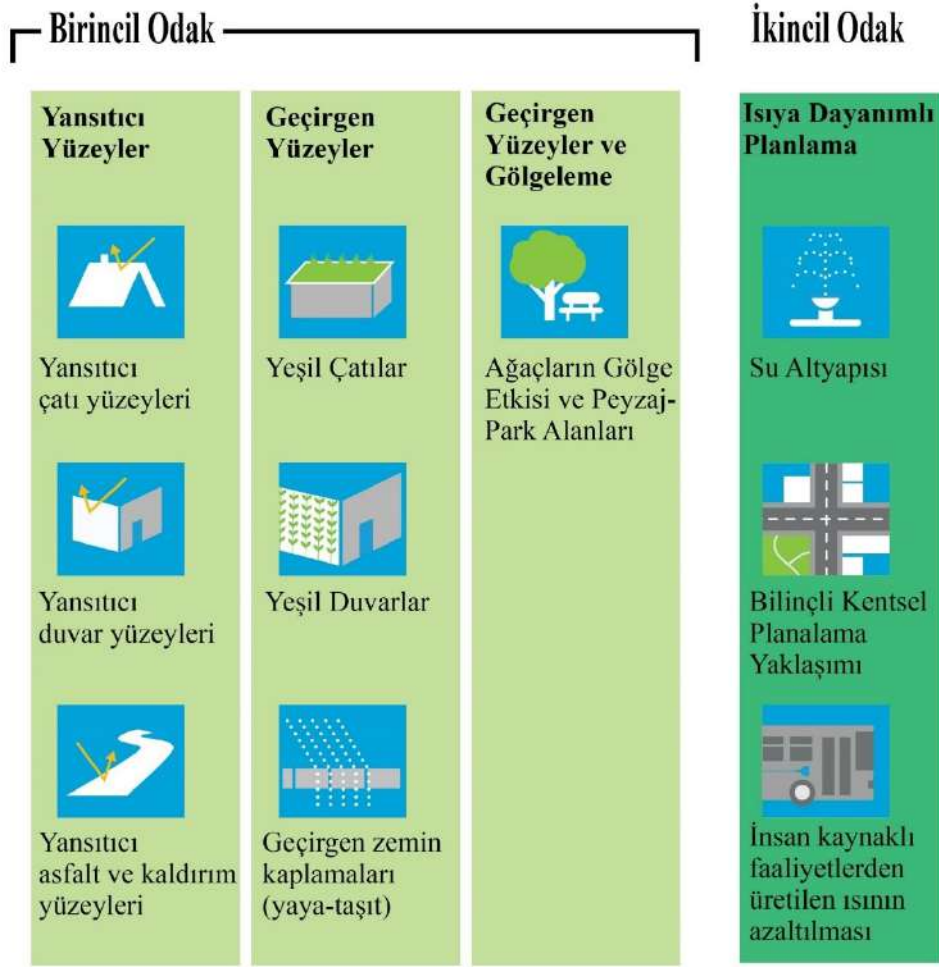 Birincil Odak
İkincil Odak
Yansıtıcı
Yüzeyler
Yansıtıcı
çatı yüzeyleri
Yansıtıcı
duvar yüzeyleri
Yansıtıcı
asfalt ve kaldırım
yüzeyleri
Geçirgen
Yüzeyler
Yeşil Çatılar
Yeşil Duvarlar
Geçirgen zemin
kaplamaları
(yaya-taşıt)
Geçirgen
Yüzeyler ve
Gölgeleme
Ağaçların Gölge
Etkisi ve Peyzaj-
Park Alanları
Isıya Dayanımlı
Planlama
Su Altyapısı
Bilinçli Kentsel
Planalama
Yaklaşımı
İnsan kaynaklı
faaliyetlerden
üretilen ısının
azaltılması